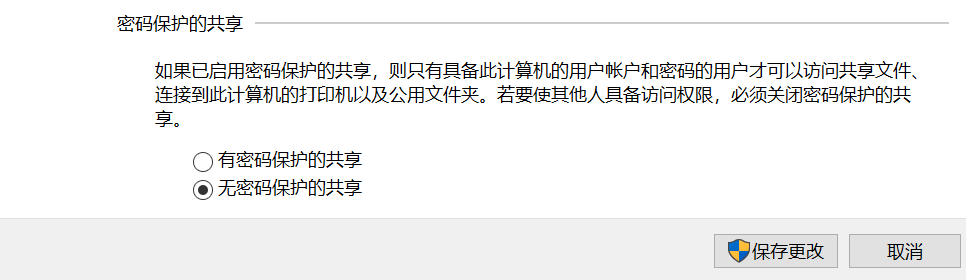 密码保护的共享
如果已启用密码保护的共享，则只有具备此计算机的用户帐户和密码的用户才可以访问共享文件、
连接到此计算机的打印机以及公用文件夹。若要使其他人具备访问权限，必须关闭密码保护的共
享。
有密码保护的共享
无密码保护的共享
保存更改
取消